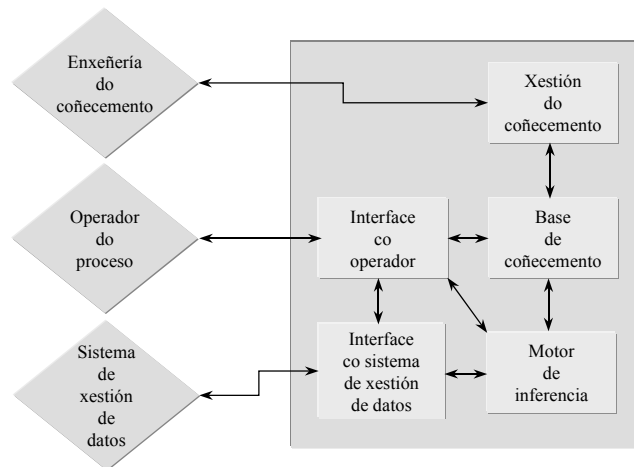 Enxeñería
do
coñecemento
Xestión
do
coñecemento
Operador
do
proceso
Interface
co
operador
Base
de
coñecemento
Sistema
de
xestión
de
datos
Interface
co sistema
de xestión
de datos
Motor
de
inferencia